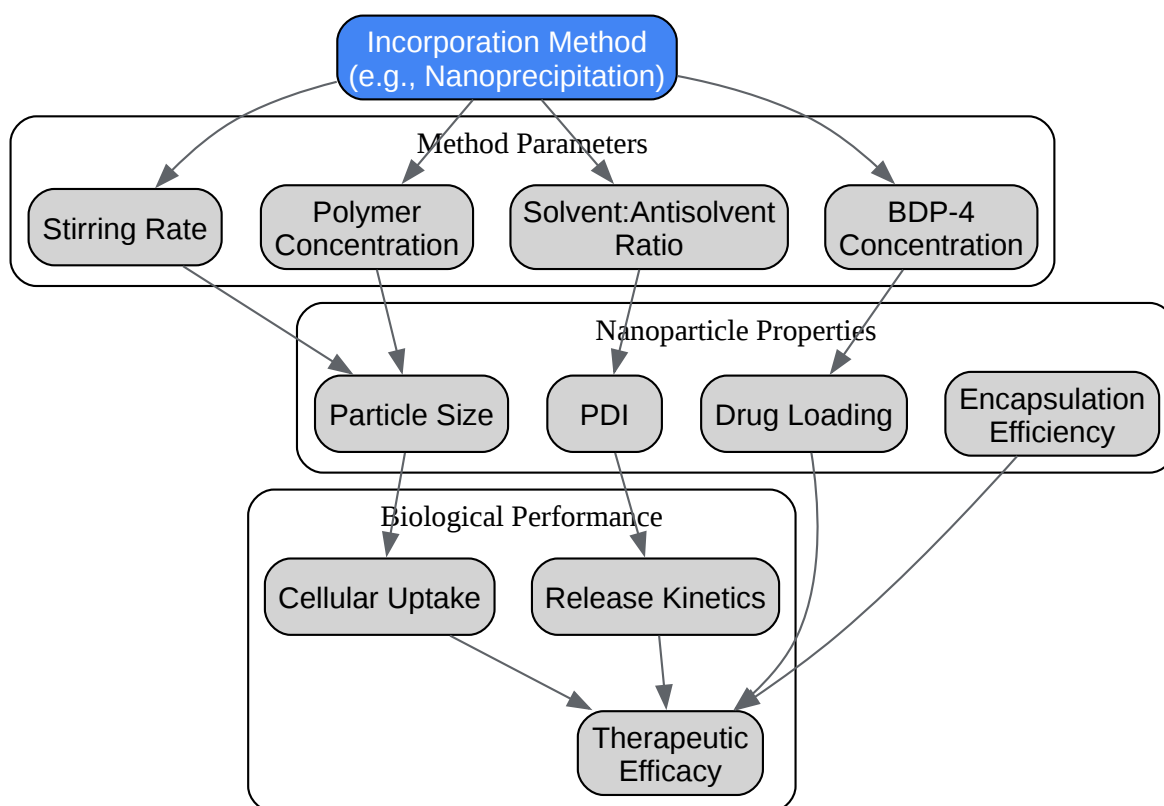 Incorporation Method
(e.g., Nanoprecipitation)
Method Parameters
Stirring Rate
Polymer
Concentration
Solvent:Antisolvent
Ratio
BDP-4
Concentration
Nanoparticle Properties
Particle Size
PDI
Drug Loading
Encapsulation
Efficiency
Biological Performance
Cellular Uptake
Release Kinetics
Therapeutic
Efficacy